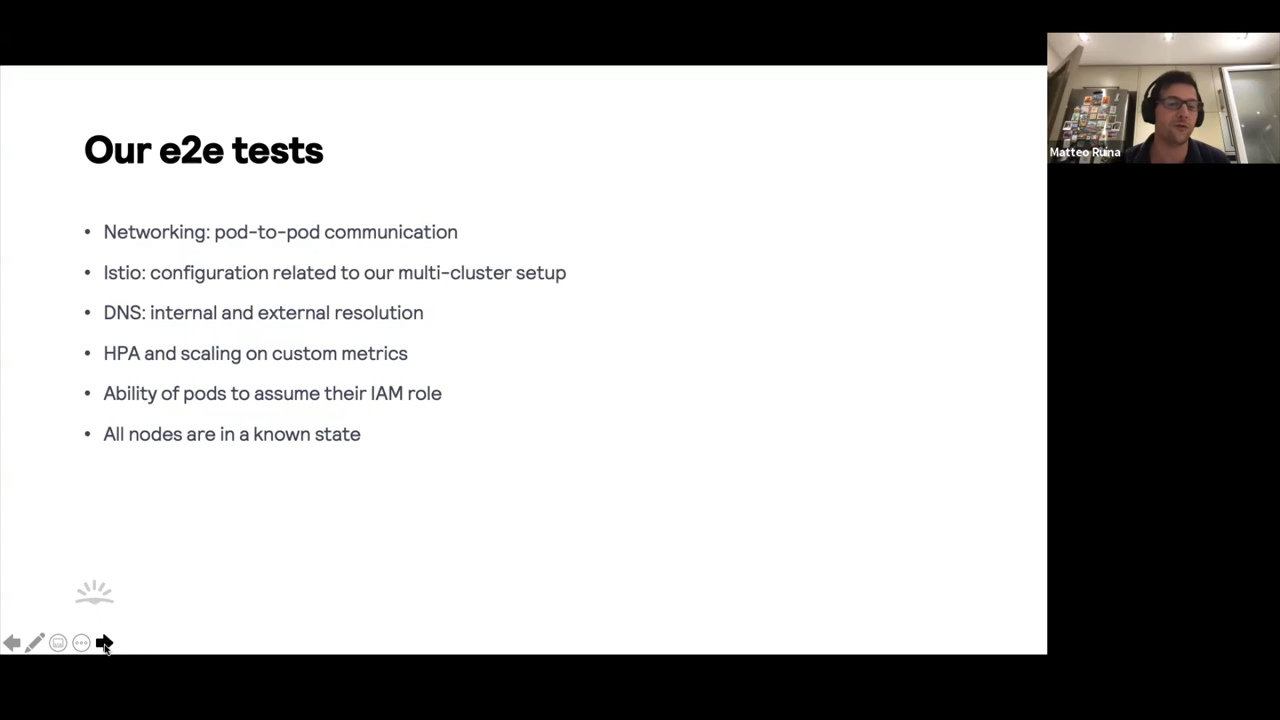 Our e2e tests
• Networking: pod-to-pod communication
• Istio: configuration related to our multi-cluster setup
• DNS: internal and external resolution
• HPA and scaling on custom metrics
• Ability of pods to assume their IAM role
• All nodes are in a known state
Matteo Ruina